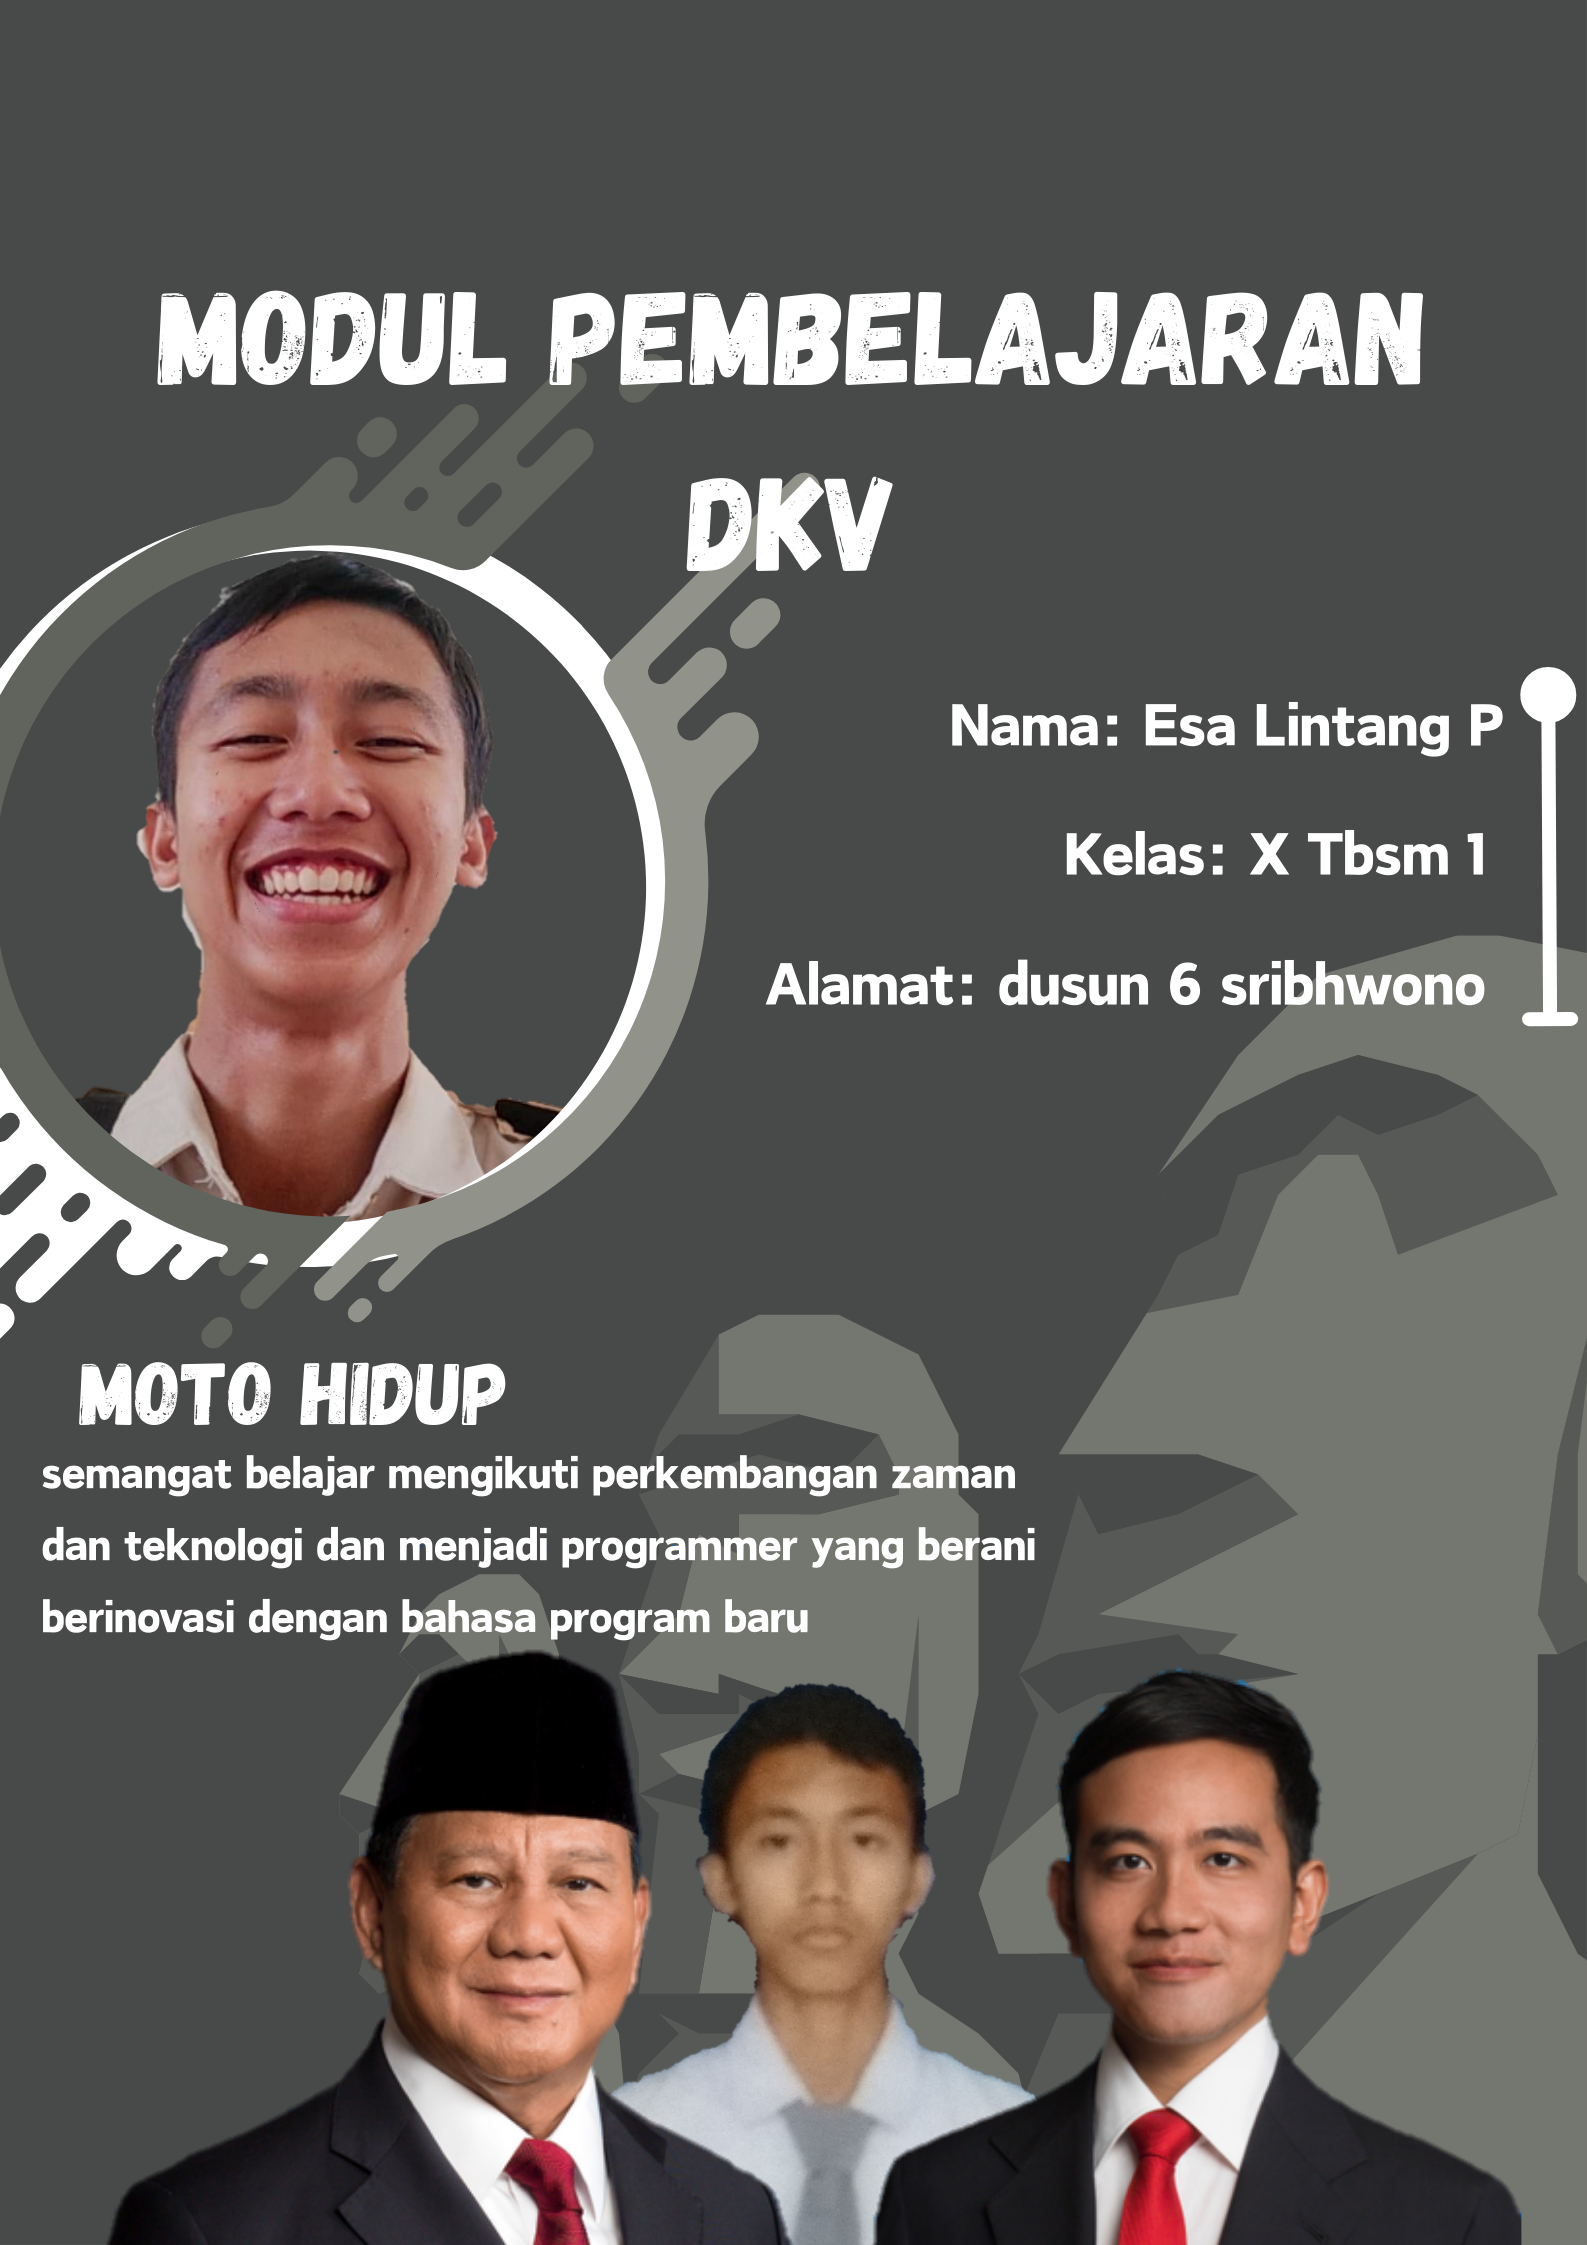 MODUL PEMBELAJARAN
DKV
Nama: Esa Lintang P
Kelas: X Tbsm 1
Alamat: dusun 6 sribhwono
MOTO HIDUP
semangat belajar mengikuti perkembangan zaman
dan teknologi dan menjadi programmer yang berani
berinovasi dengan bahasa program baru